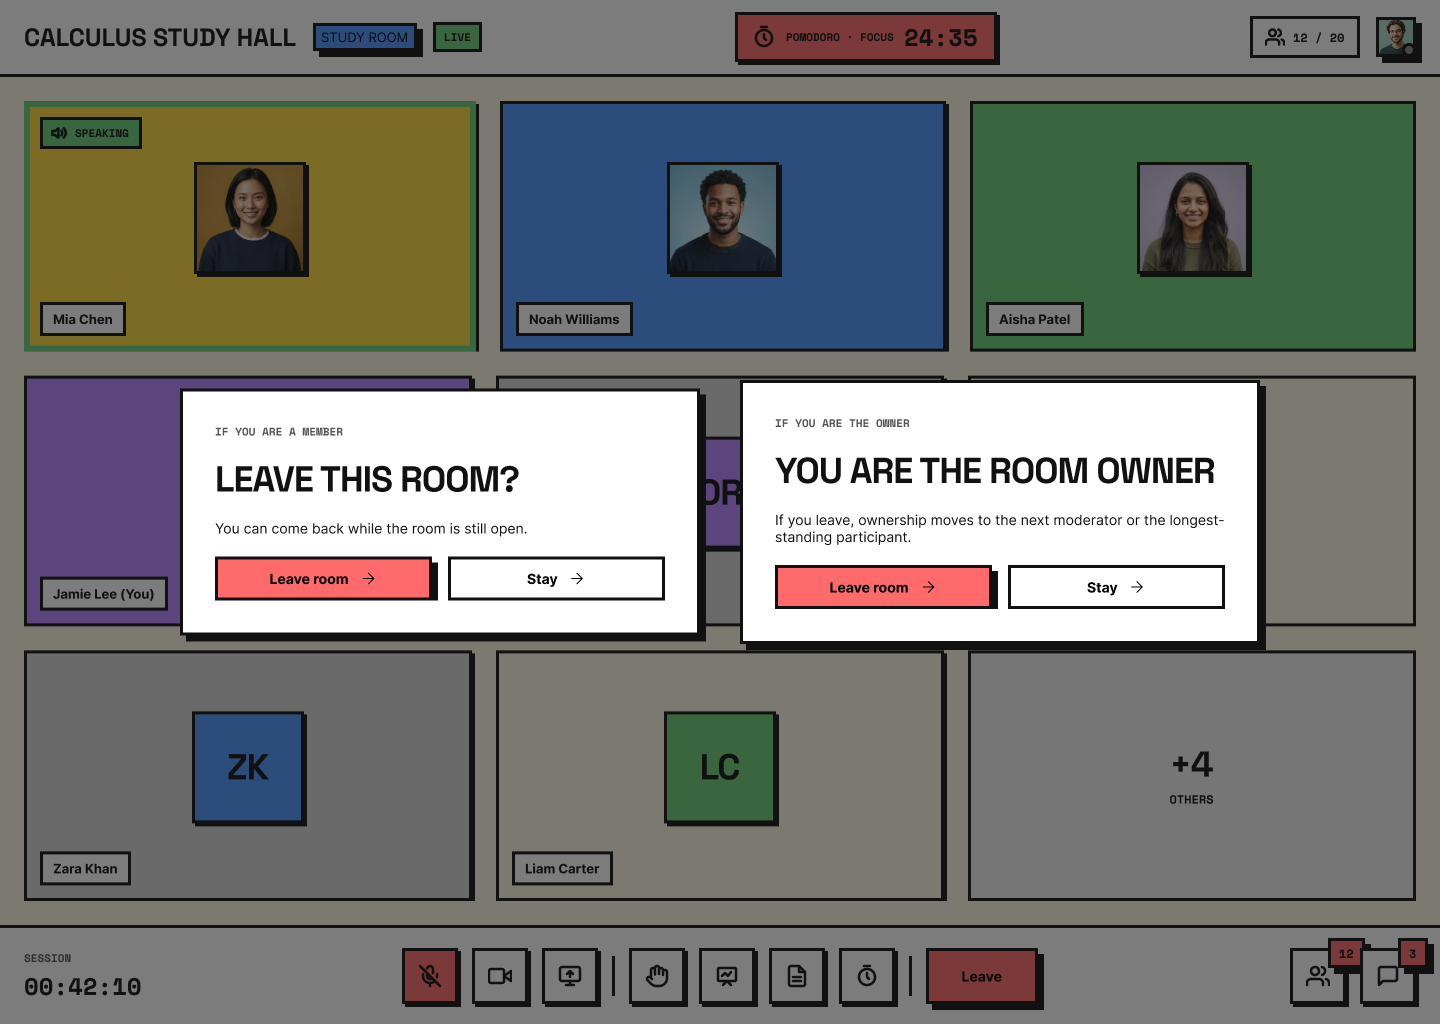 CALCULUS STUDY HALL
STUDY ROOM
LIVE
POMODORO · FOCUS 24:35
12 / 20
SPEAKING
Mia Chen
Noah Williams
Aisha Patel
Jamie Lee (You)
OR
IF YOU ARE A MEMBER
LEAVE THIS ROOM?
You can come back while the room is still open.
Leave room
Stay
IF YOU ARE THE OWNER
YOU ARE THE ROOM OWNER
If you leave, ownership moves to the next moderator or the longest-
standing participant.
Leave room
Stay
ZK
Zara Khan
LC
Liam Carter
+4
OTHERS
SESSION
00:42:10
Leave
12
3